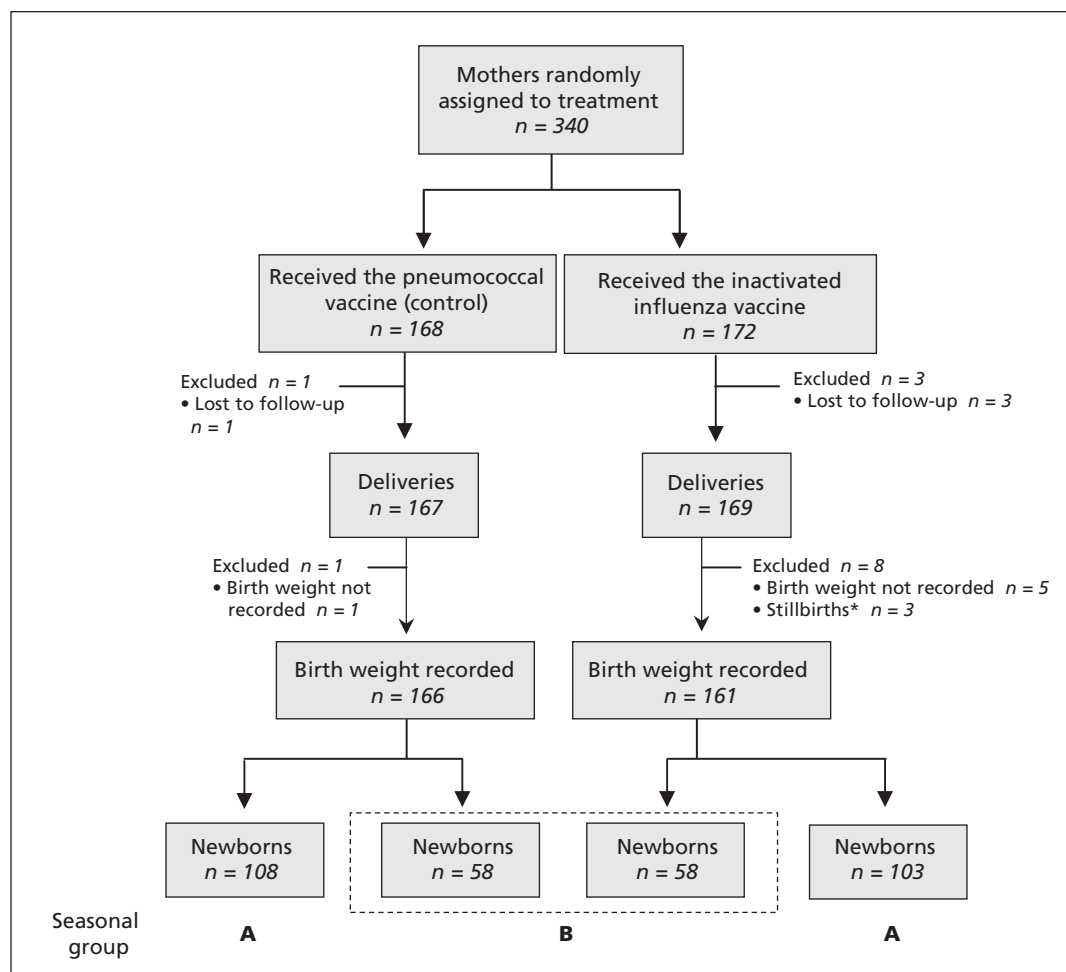 Mothers randomly
assigned to treatment
n = 340
Received the pneumococcal
vaccine (control)
n = 168
Received the inactivated
influenza vaccine
n = 172
Excluded n = 1
• Lost to follow-up
n = 1
Excluded n = 3
• Lost to follow-up n = 3
Deliveries
n = 167
Deliveries
n = 169
Excluded n = 1
• Birth weight not
recorded n = 1
Excluded n = 8
• Birth weight not recorded n = 5
• Stillbirths* n = 3
Birth weight recorded
n = 166
Birth weight recorded
n = 161
Newborns
n = 108
Newborns
n = 58
Newborns
n = 58
Newborns
n = 103
Seasonal
group
A
B
A